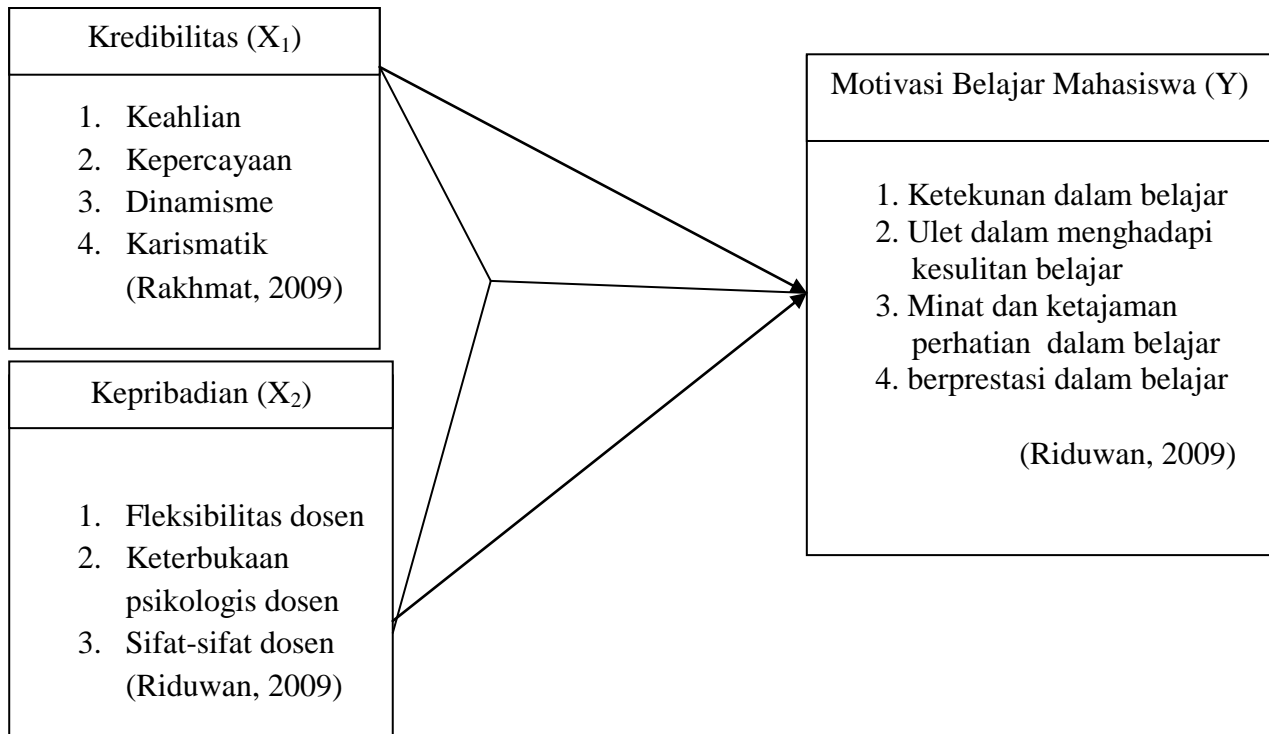 Kredibilitas (X₁)
1. Keahlian
2. Kepercayaan
3. Dinamisme
4. Karismatik
(Rakhmat, 2009)
Kepribadian (X₂)
1. Fleksibilitas dosen
2. Keterbukaan
psikologis dosen
3. Sifat-sifat dosen
(Riduwan, 2009)
Motivasi Belajar Mahasiswa (Y)
1. Ketekunan dalam belajar
2. Ulet dalam menghadapi
kesulitan belajar
3. Minat dan ketajaman
perhatian dalam belajar
4. berprestasi dalam belajar
(Riduwan, 2009)